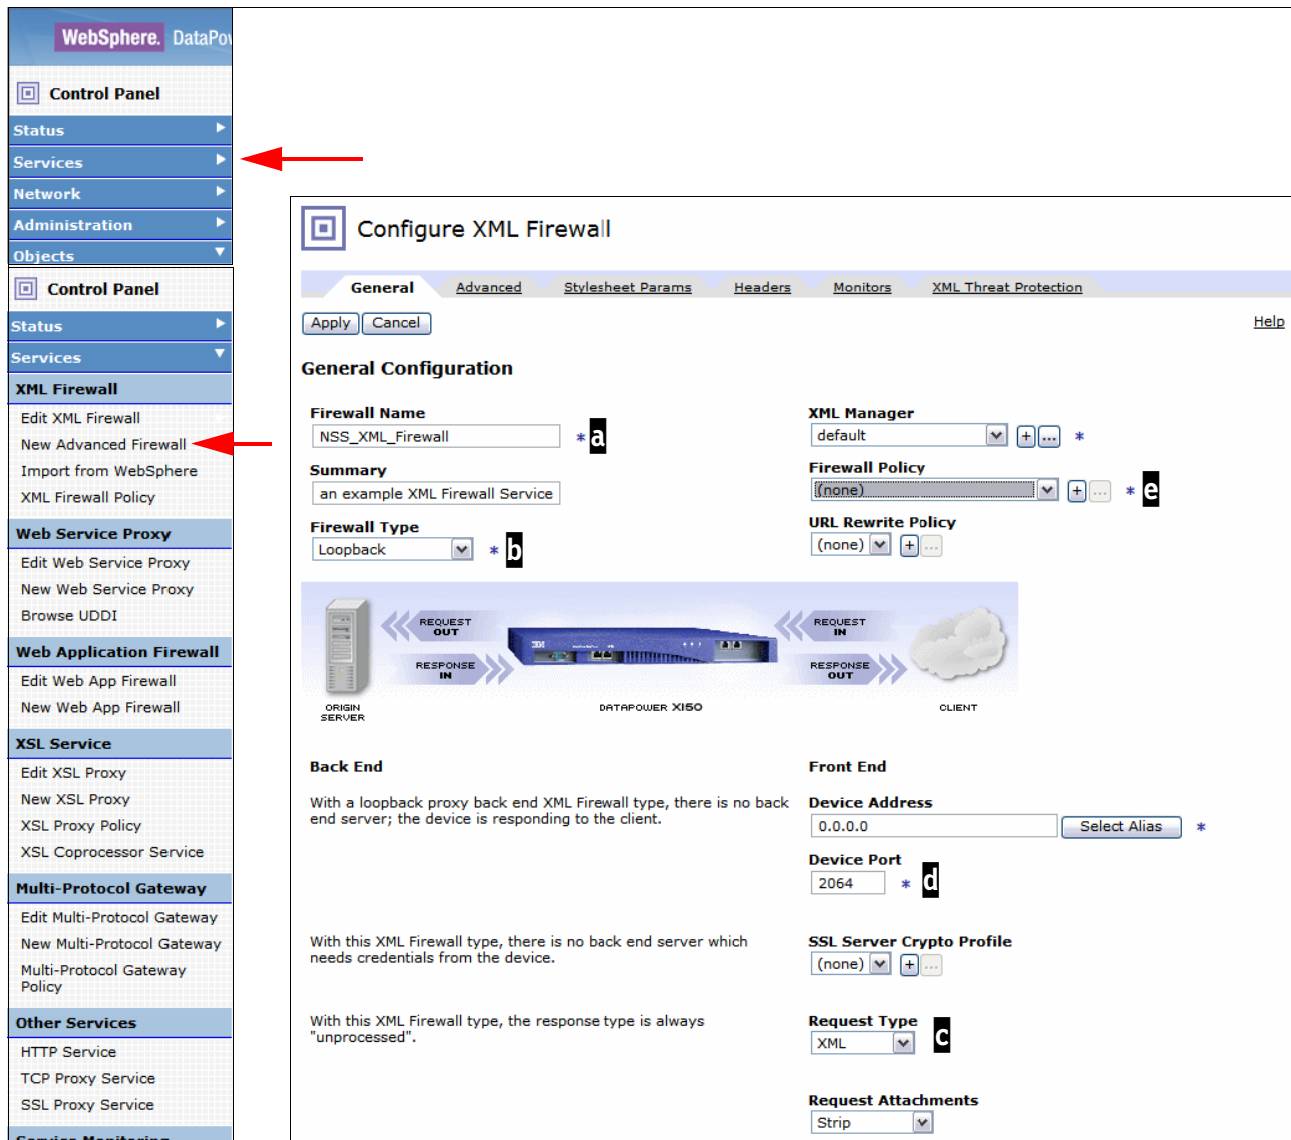 WebSphere. DataPow
Control Panel
Status
Services
Network
Administration
Objects
Control Panel
Status
Services
XML Firewall
Edit XML Firewall
New Advanced Firewall
Import from WebSphere
XML Firewall Policy
Web Service Proxy
Edit Web Service Proxy
New Web Service Proxy
Browse UDDI
Web Application Firewall
Edit Web App Firewall
New Web App Firewall
XSL Service
Edit XSL Proxy
New XSL Proxy
XSL Proxy Policy
XSL Coprocessor Service
Multi-Protocol Gateway
Edit Multi-Protocol Gateway
New Multi-Protocol Gateway
Multi-Protocol Gateway
Policy
Other Services
HTTP Service
TCP Proxy Service
SSL Proxy Service
Service Monitoring
Configure XML Firewall
General Advanced Stylesheet Params Headers Monitors XML Threat Protection
Apply Cancel
Help
General Configuration
Firewall Name
NSS_XML_Firewall * a
Summary
an example XML Firewall Service
Firewall Type
Loopback * b
XML Manager
default + ... *
Firewall Policy
(none) + ... * e
URL Rewrite Policy
(none) + ...
REQUEST
OUT
RESPONSE
IN
REQUEST
IN
RESPONSE
OUT
ORIGIN
SERVER
DATAPOWER XI50
CLIENT
Back End
With a loopback proxy back end XML Firewall type, there is no back
end server; the device is responding to the client.
With this XML Firewall type, there is no back end server which
needs credentials from the device.
With this XML Firewall type, the response type is always
"unprocessed".
Front End
Device Address
0.0.0.0 Select Alias *
Device Port
2064 * d
SSL Server Crypto Profile
(none) + ...
Request Type
XML c
Request Attachments
Strip